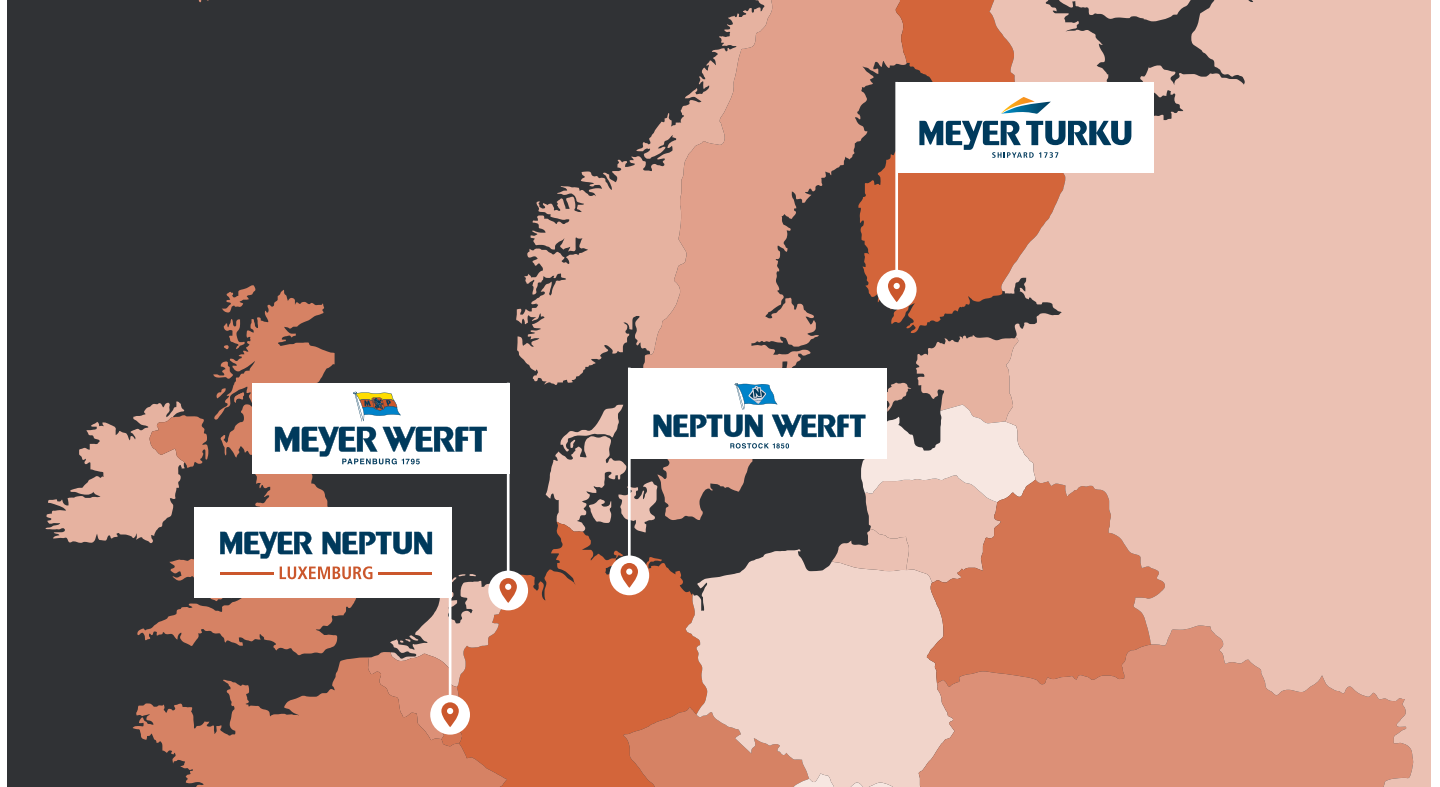 MEYER TURKU
SHIPYARD 1737
MEYER WERFT
PAPENBURG 1795
NEPTUN WERFT
ROSTOCK 1850
MEYER NEPTUN
LUXEMBURG